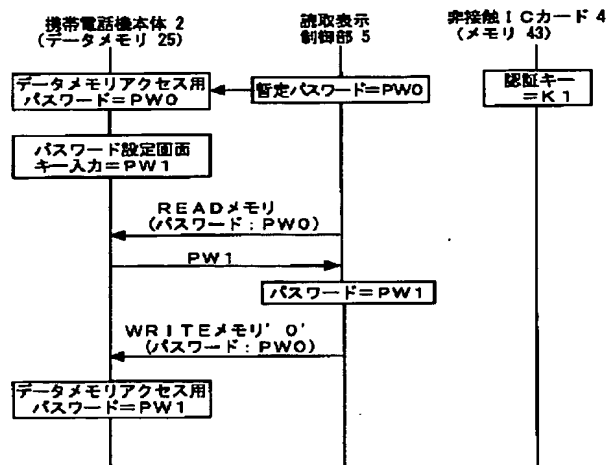 携帯電話機本体 2
(データメモリ 25)
読取表示
制御部 5
非接触ICカード 4
(メモリ 43)
データメモリアクセス用
パスワード=PW0
暫定パスワード=PW0
認証キー
=K1
パスワード設定画面
キー入力=PW1
READメモリ
(パスワード:PW0)
PW1
パスワード=PW1
WRITEメモリ'0'
(パスワード:PW0)
データメモリアクセス用
パスワード=PW1